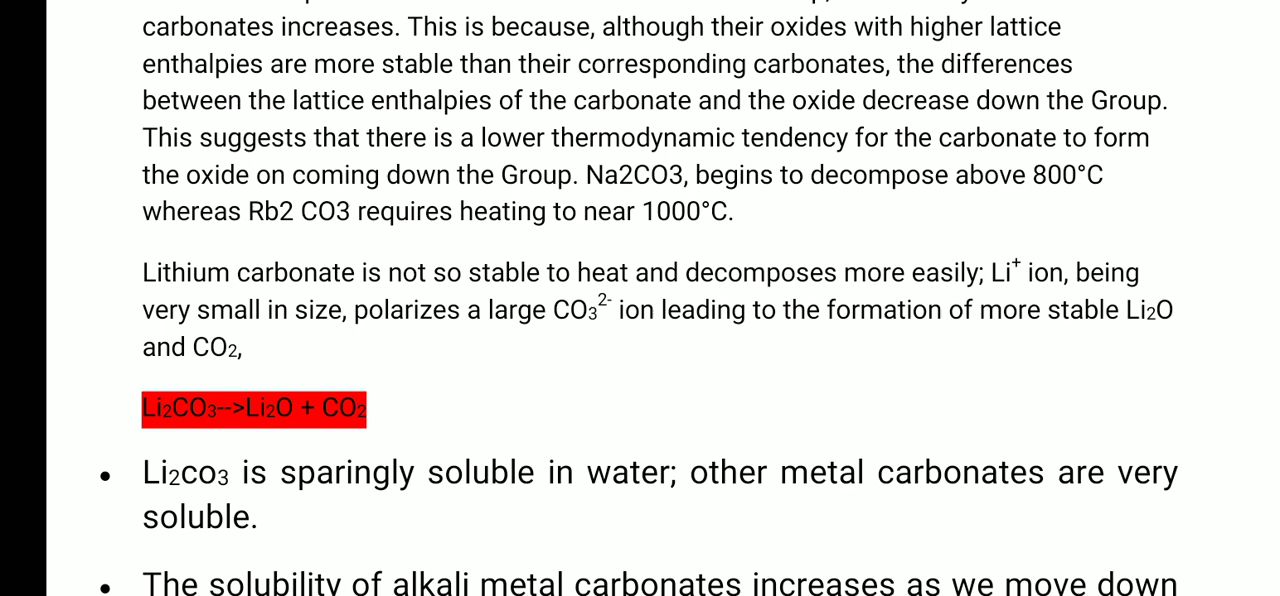 carbonates increases. This is because, although their oxides with higher lattice
enthalpies are more stable than their corresponding carbonates, the differences
between the lattice enthalpies of the carbonate and the oxide decrease down the Group.
This suggests that there is a lower thermodynamic tendency for the carbonate to form
the oxide on coming down the Group. Na2CO3, begins to decompose above 800°C
whereas Rb2 CO3 requires heating to near 1000°C.
Lithium carbonate is not so stable to heat and decomposes more easily; Li⁺ ion, being
very small in size, polarizes a large CO₃²⁻ ion leading to the formation of more stable Li₂O
and CO₂,
Li₂CO₃-->Li₂O + CO₂
• Li₂co₃ is sparingly soluble in water; other metal carbonates are very
soluble.
• The solubility of alkali metal carbonates increases as we move down